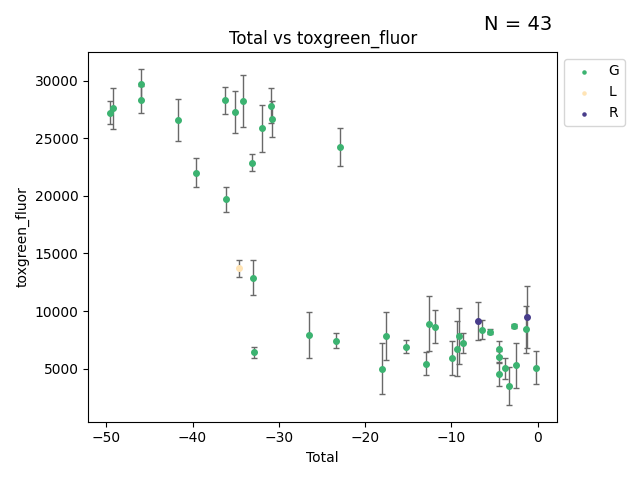 N = 43
Total vs toxgreen_fluor
G
L
R
30000
25000
20000
15000
10000
5000
toxgreen_fluor
−50
−40
−30
−20
−10
0
Total